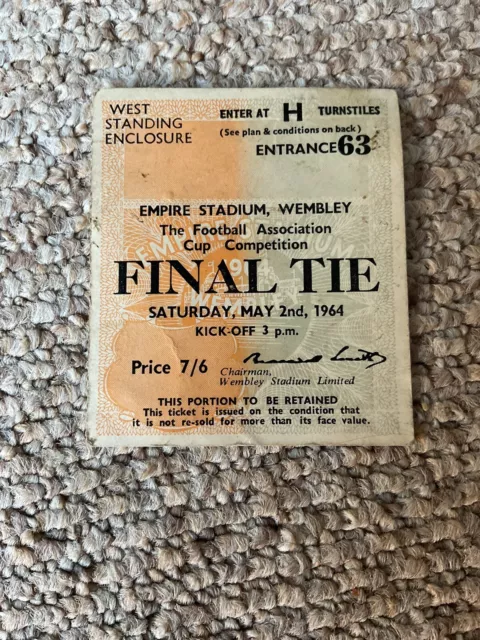 WEST
STANDING
ENCLOSURE
ENTER AT H TURNSTILES
(See plan & conditions on back)
ENTRANCE 63
EMPIRE STADIUM, WEMBLEY
The Football Association
Cup Competition
FINAL TIE
SATURDAY, MAY 2nd, 1964
KICK-OFF 3 p.m.
Price 7/6
Chairman,
Wembley Stadium Limited
THIS PORTION TO BE RETAINED
This ticket is issued on the condition that
it is not re-sold for more than its face value.